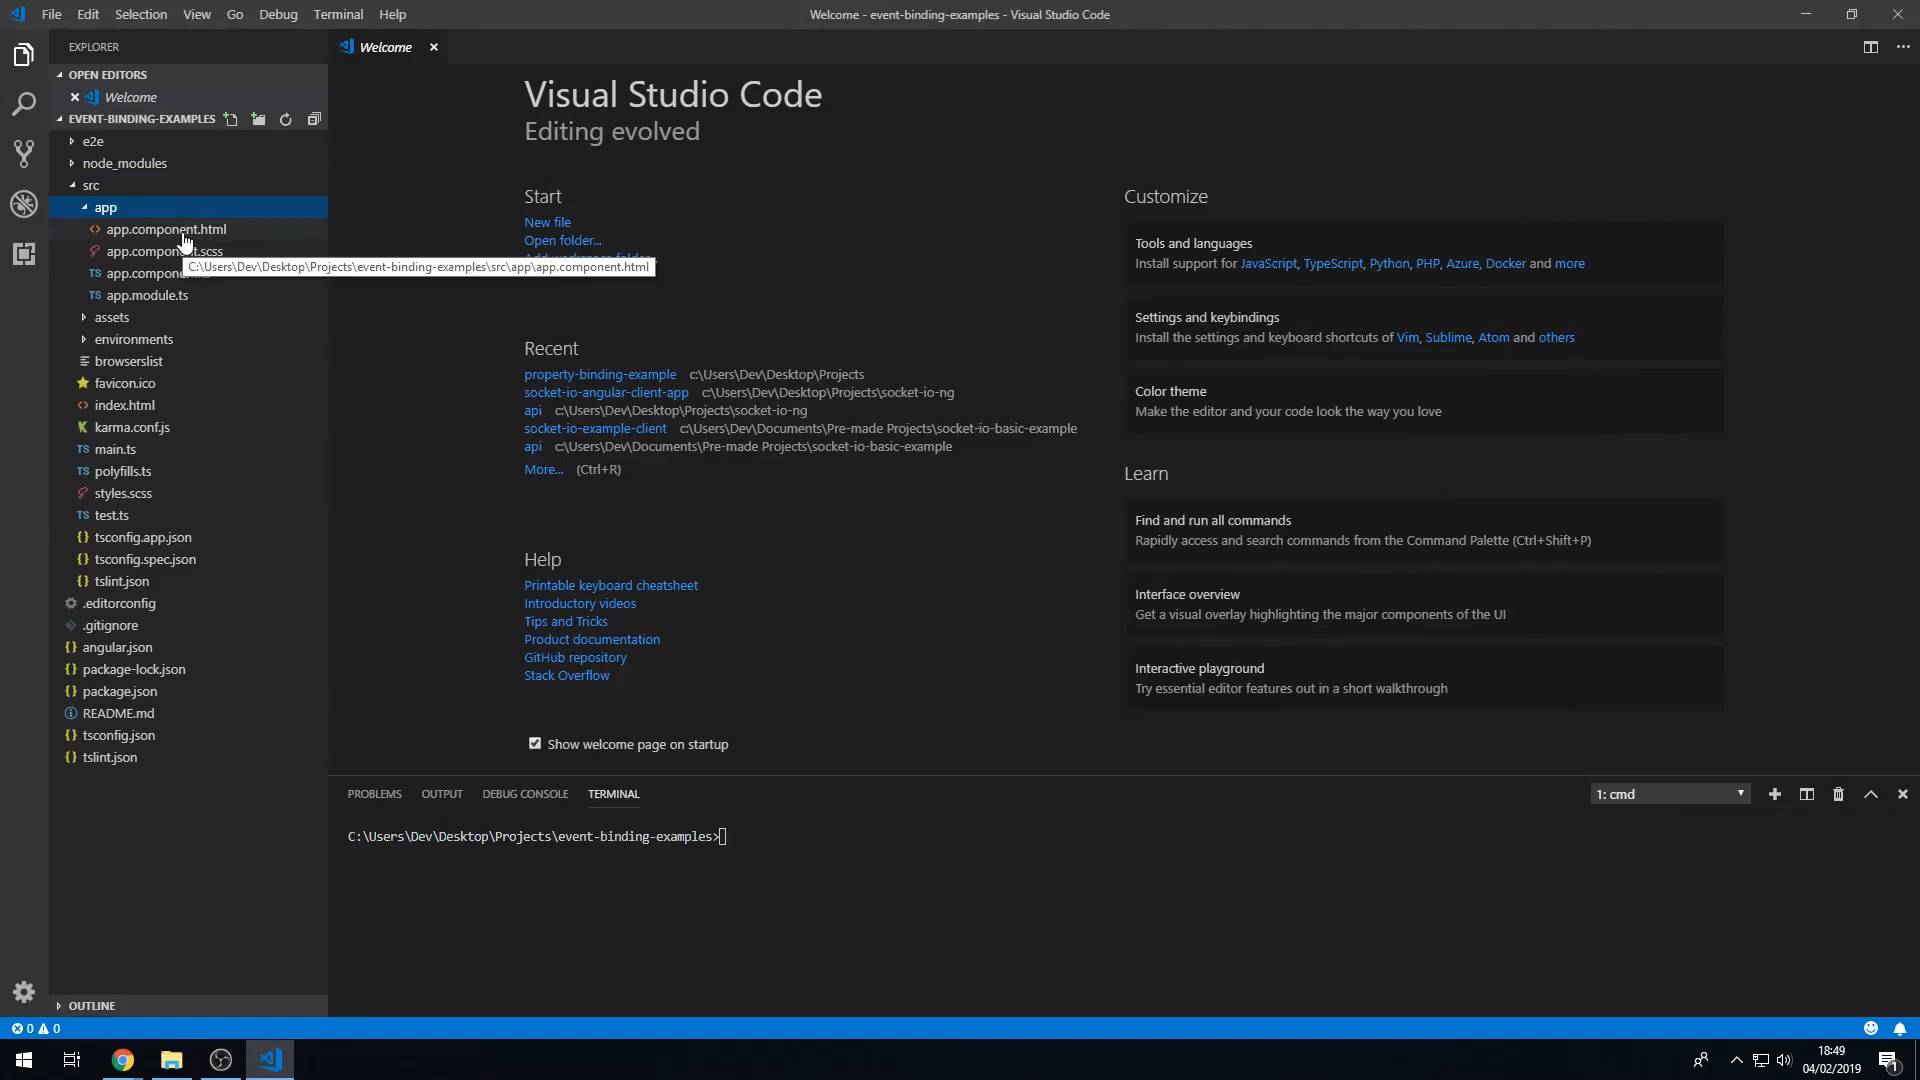 File Edit Selection View Go Debug Terminal Help
Welcome - event-binding-examples - Visual Studio Code
EXPLORER
OPEN EDITORS
Welcome
EVENT-BINDING-EXAMPLES
e2e
node_modules
src
app
app.component.html
app.component.scss
app.compone
app.module.ts
assets
environments
browserslist
favicon.ico
index.html
karma.conf.js
TS main.ts
TS polyfills.ts
styles.scss
TS test.ts
tsconfig.app.json
tsconfig.spec.json
tslint.json
.editorconfig
.gitignore
angular.json
package-lock.json
package.json
README.md
tsconfig.json
tslint.json
OUTLINE
C:\Users\Dev\Desktop\Projects\event-binding-examples\src\app\app.component.html
Welcome
Visual Studio Code
Editing evolved
Start
New file
Open folder...
Recent
property-binding-example c:\Users\Dev\Desktop\Projects
socket-io-angular-client-app c:\Users\Dev\Desktop\Projects\socket-io-ng
api c:\Users\Dev\Desktop\Projects\socket-io-ng
socket-io-example-client c:\Users\Dev\Documents\Pre-made Projects\socket-io-basic-example
api c:\Users\Dev\Documents\Pre-made Projects\socket-io-basic-example
More... (Ctrl+R)
Help
Printable keyboard cheatsheet
Introductory videos
Tips and Tricks
Product documentation
GitHub repository
Stack Overflow
Show welcome page on startup
Customize
Tools and languages
Install support for JavaScript, TypeScript, Python, PHP, Azure, Docker and more
Settings and keybindings
Install the settings and keyboard shortcuts of Vim, Sublime, Atom and others
Color theme
Make the editor and your code look the way you love
Learn
Find and run all commands
Rapidly access and search commands from the Command Palette (Ctrl+Shift+P)
Interface overview
Get a visual overlay highlighting the major components of the UI
Interactive playground
Try essential editor features out in a short walkthrough
PROBLEMS OUTPUT DEBUG CONSOLE TERMINAL
1: cmd
C:\Users\Dev\Desktop\Projects\event-binding-examples>
0 0
18:49
04/02/2019
1